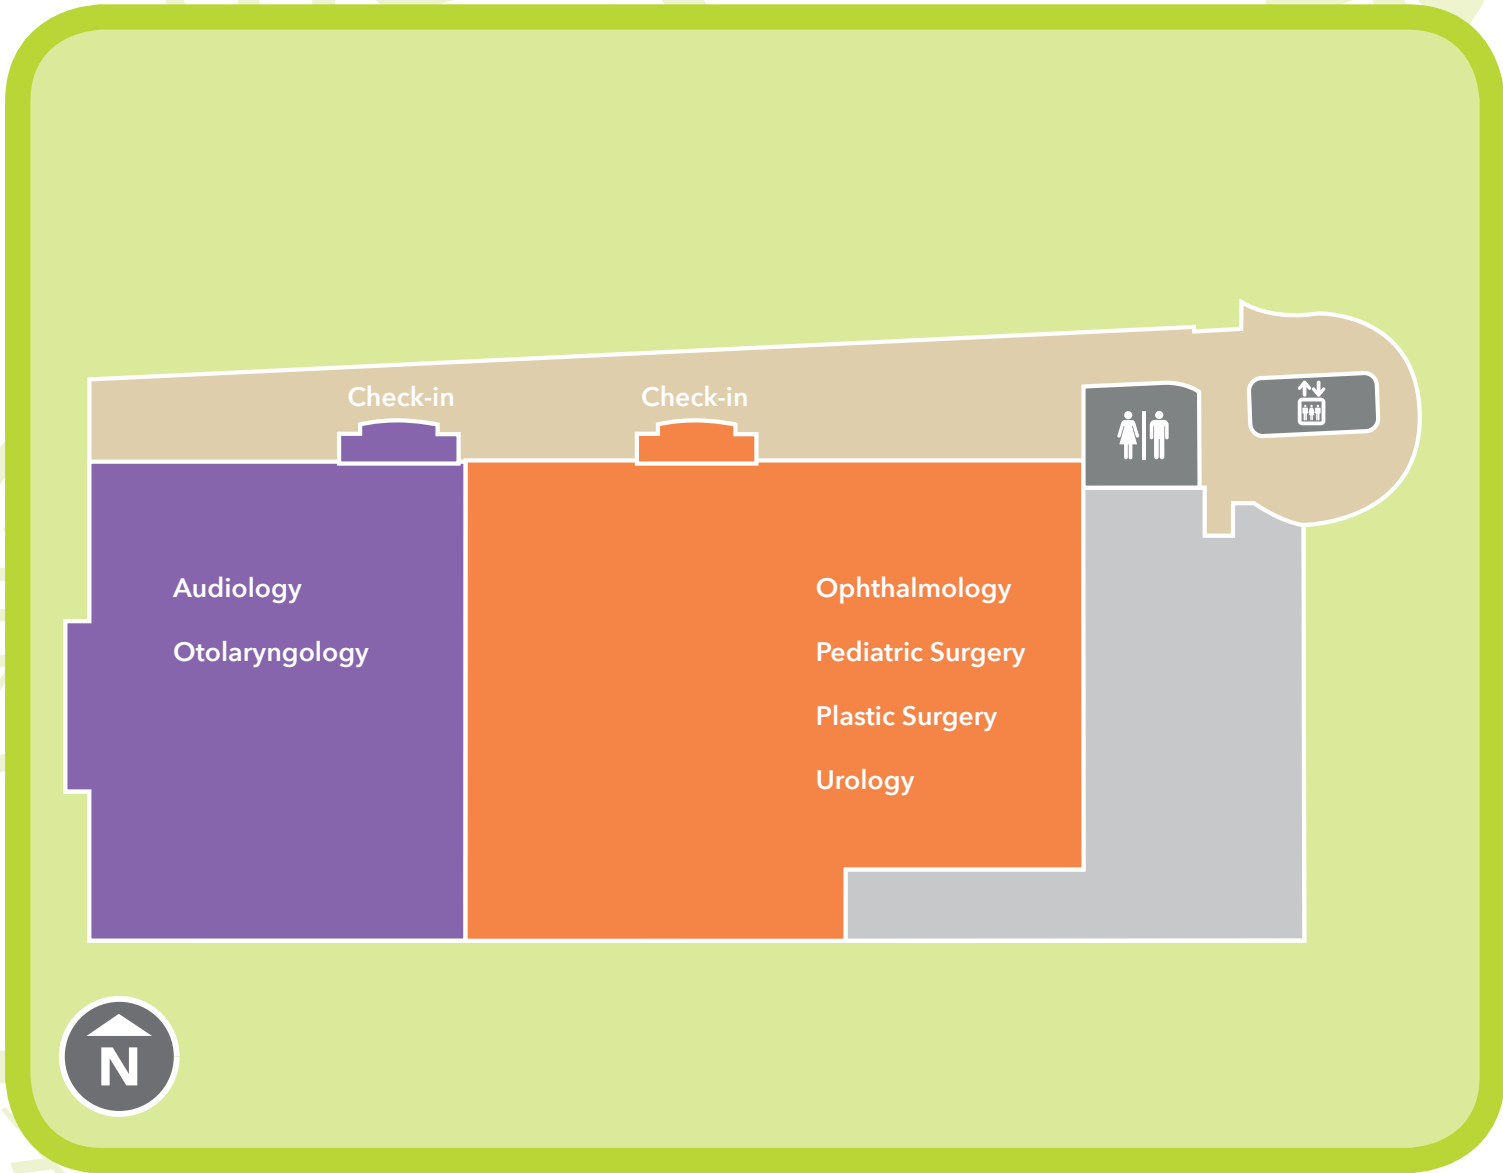 Check-in
Check-in
Audiology
Otolaryngology
Ophthalmology
Pediatric Surgery
Plastic Surgery
Urology
N